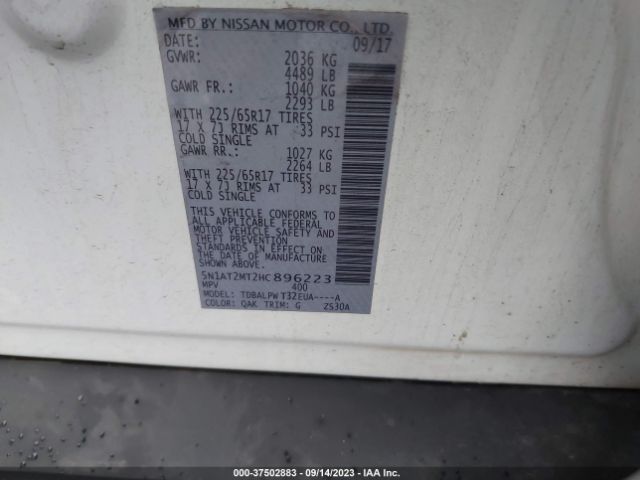 MFD BY NISSAN MOTOR CO., LTD.
DATE: 09/17
GVWR: 2036 KG
4489 LB
GAWR FR.: 1040 KG
2293 LB
WITH 225/65R17 TIRES
17 X 7J RIMS AT 33 PSI
COLD SINGLE
GAWR RR.: 1027 KG
2264 LB
WITH 225/65R17 TIRES
17 X 7J RIMS AT 33 PSI
COLD SINGLE
THIS VEHICLE CONFORMS TO
ALL APPLICABLE FEDERAL
MOTOR VEHICLE SAFETY AND
THEFT PREVENTION
STANDARDS IN EFFECT ON
THE DATE OF MANUFACTURE
SHOWN ABOVE.
5N1AT2MT2HC896223
MPV 400
MODEL: TDBALPW T32EUA----A
COLOR: QAK TRIM: G ZS30A
000-37502883 - 09/14/2023 - © Copyright IAA, LLC